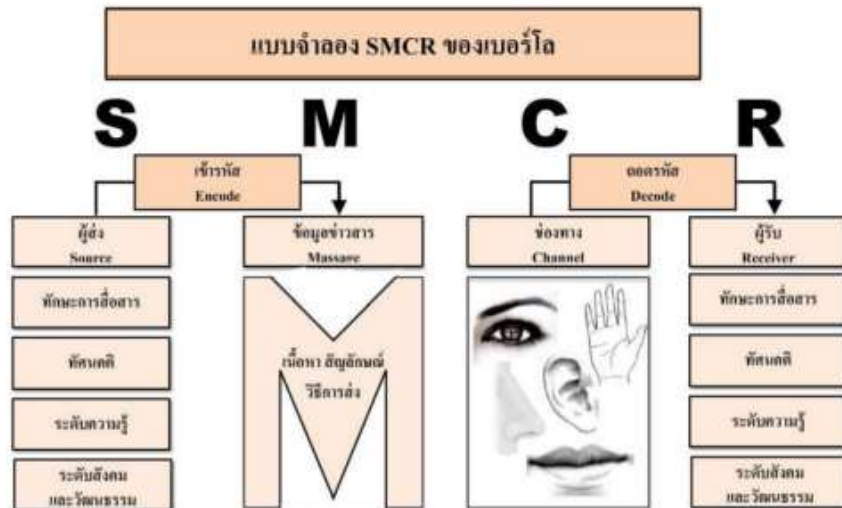 แบบจำลอง SMCR ของเบอร์โล
S M C R
เข้ารหัส
Encode
ถอดรหัส
Decode
ผู้ส่ง
Source
ข้อมูลข่าวสาร
Massage
ช่องทาง
Channel
ผู้รับ
Receiver
ทักษะการสื่อสาร
ทัศนคติ
ระดับความรู้
ระดับสังคม
และวัฒนธรรม
เนื้อหา สัญลักษณ์
วิธีการส่ง
ทักษะการสื่อสาร
ทัศนคติ
ระดับความรู้
ระดับสังคม
และวัฒนธรรม